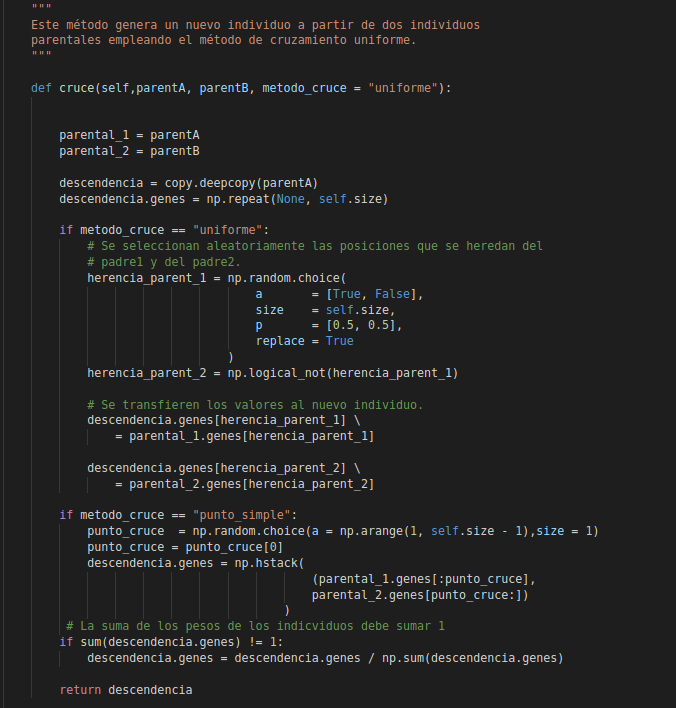 """
Este método genera un nuevo individuo a partir de dos individuos
parentales empleando el método de cruzamiento uniforme.
"""
def cruce(self,parentA, parentB, metodo_cruce = "uniforme"):
parental_1 = parentA
parental_2 = parentB
descendencia = copy.deepcopy(parentA)
descendencia.genes = np.repeat(None, self.size)
if metodo_cruce == "uniforme":
# Se seleccionan aleatoriamente las posiciones que se heredan del
# padre1 y del padre2.
herencia_parent_1 = np.random.choice(
a = [True, False],
size = self.size,
p = [0.5, 0.5],
replace = True
)
herencia_parent_2 = np.logical_not(herencia_parent_1)
# Se transfieren los valores al nuevo individuo.
descendencia.genes[herencia_parent_1] \
= parental_1.genes[herencia_parent_1]
descendencia.genes[herencia_parent_2] \
= parental_2.genes[herencia_parent_2]
if metodo_cruce == "punto_simple":
punto_cruce  = np.random.choice(a = np.arange(1, self.size - 1),size = 1)
punto_cruce = punto_cruce[0]
descendencia.genes = np.hstack(
(parental_1.genes[:punto_cruce],
parental_2.genes[punto_cruce:])
)
# La suma de los pesos de los indicviduos debe sumar 1
if sum(descendencia.genes) != 1:
descendencia.genes = descendencia.genes / np.sum(descendencia.genes)
return descendencia